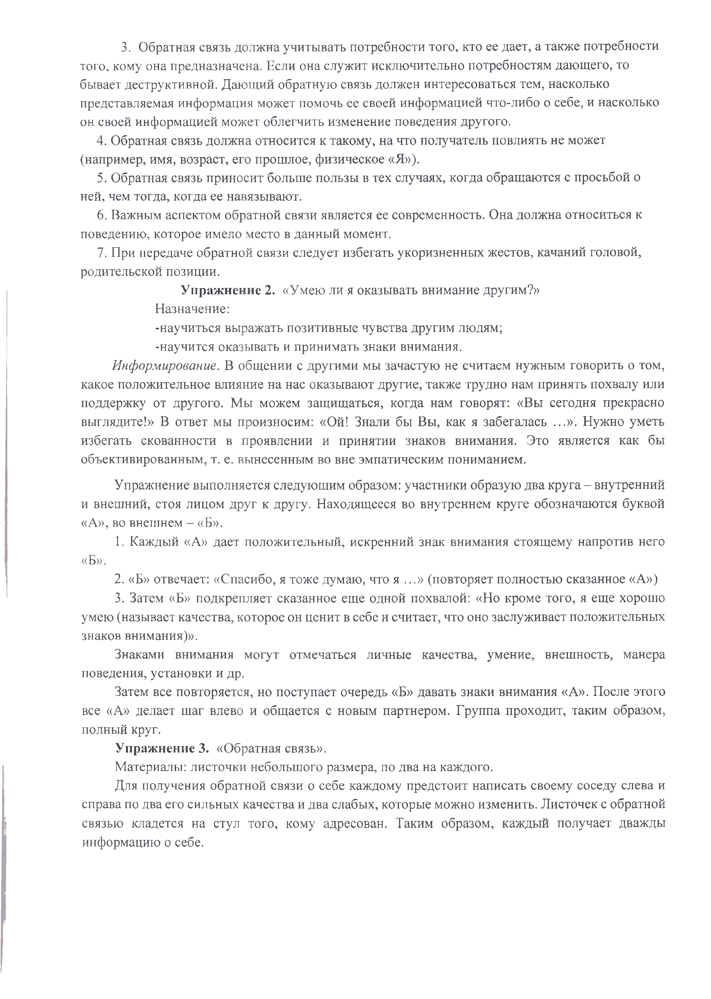 3. Обратная связь должна учитывать потребности того, кто ее дает, а также потребности
того, кому она предназначена. Если она служит исключительно потребностям дающего, то
бывает деструктивной. Дающий обратную связь должен интересоваться тем, насколько
представляемая информация может помочь ее своей информацией что-либо о себе, и насколько
он своей информацией может облегчить изменение поведения другого.
4. Обратная связь должна относится к такому, на что получатель повлиять не может
(например, имя, возраст, его прошлое, физическое «Я»).
5. Обратная связь приносит больше пользы в тех случаях, когда обращаются с просьбой о
ней, чем тогда, когда ее навязывают.
6. Важным аспектом обратной связи является ее современность. Она должна относиться к
поведению, которое имело место в данный момент.
7. При передаче обратной связи следует избегать укоризненных жестов, качаний головой,
родительской позиции.
Упражнение 2. «Умею ли я оказывать внимание другим?»
Назначение:
-научиться выражать позитивные чувства другим людям;
-научится оказывать и принимать знаки внимания.
Информирование. В общении с другими мы зачастую не считаем нужным говорить о том,
какое положительное влияние на нас оказывают другие, также трудно нам принять похвалу или
поддержку от другого. Мы можем защищаться, когда нам говорят: «Вы сегодня прекрасно
выглядите!» В ответ мы произносим: «Ой! Знали бы Вы, как я забегалась …». Нужно уметь
избегать скованности в проявлении и принятии знаков внимания. Это является как бы
объективированным, т. е. вынесенным во вне эмпатическим пониманием.
Упражнение выполняется следующим образом: участники образую два круга – внутренний
и внешний, стоя лицом друг к другу. Находящееся во внутреннем круге обозначаются буквой
«А», во внешнем – «Б».
1. Каждый «А» дает положительный, искренний знак внимания стоящему напротив него
«Б».
2. «Б» отвечает: «Спасибо, я тоже думаю, что я …» (повторяет полностью сказанное «А»)
3. Затем «Б» подкрепляет сказанное еще одной похвалой: «Но кроме того, я еще хорошо
умею (называет качества, которое он ценит в себе и считает, что оно заслуживает положительных
знаков внимания)».
Знаками внимания могут отмечаться личные качества, умение, внешность, манера
поведения, установки и др.
Затем все повторяется, но поступает очередь «Б» давать знаки внимания «А». После этого
все «А» делает шаг влево и общается с новым партнером. Группа проходит, таким образом,
полный круг.
Упражнение 3. «Обратная связь».
Материалы: листочки небольшого размера, по два на каждого.
Для получения обратной связи о себе каждому предстоит написать своему соседу слева и
справа по два его сильных качества и два слабых, которые можно изменить. Листочек с обратной
связью кладется на стул того, кому адресован. Таким образом, каждый получает дважды
информацию о себе.